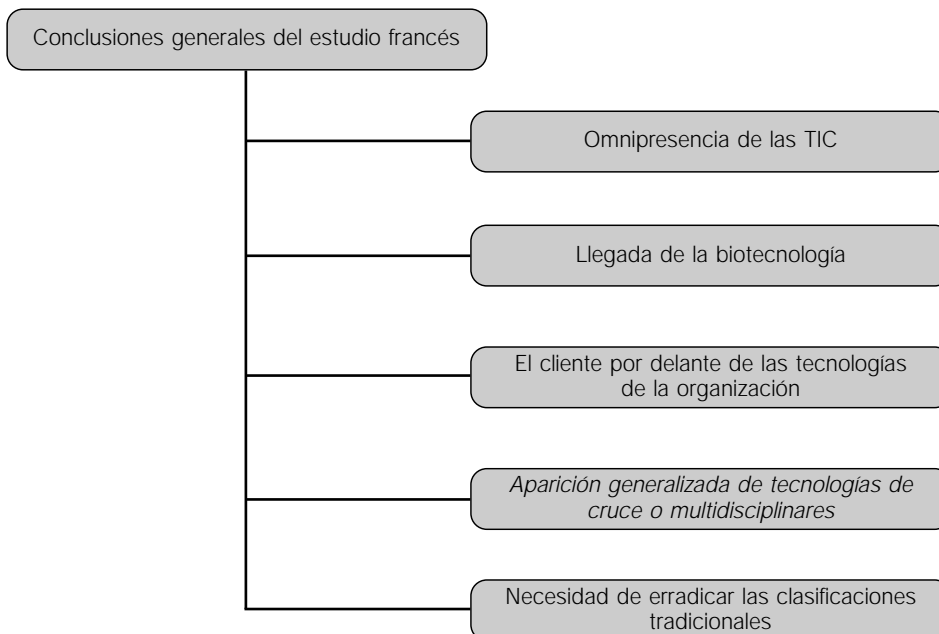 Conclusiones generales del estudio francés
Omnipresencia de las TIC
Llegada de la biotecnología
El cliente por delante de las tecnologías
de la organización
Aparición generalizada de tecnologías de
cruce o multidisciplinares
Necesidad de erradicar las clasificaciones
tradicionales